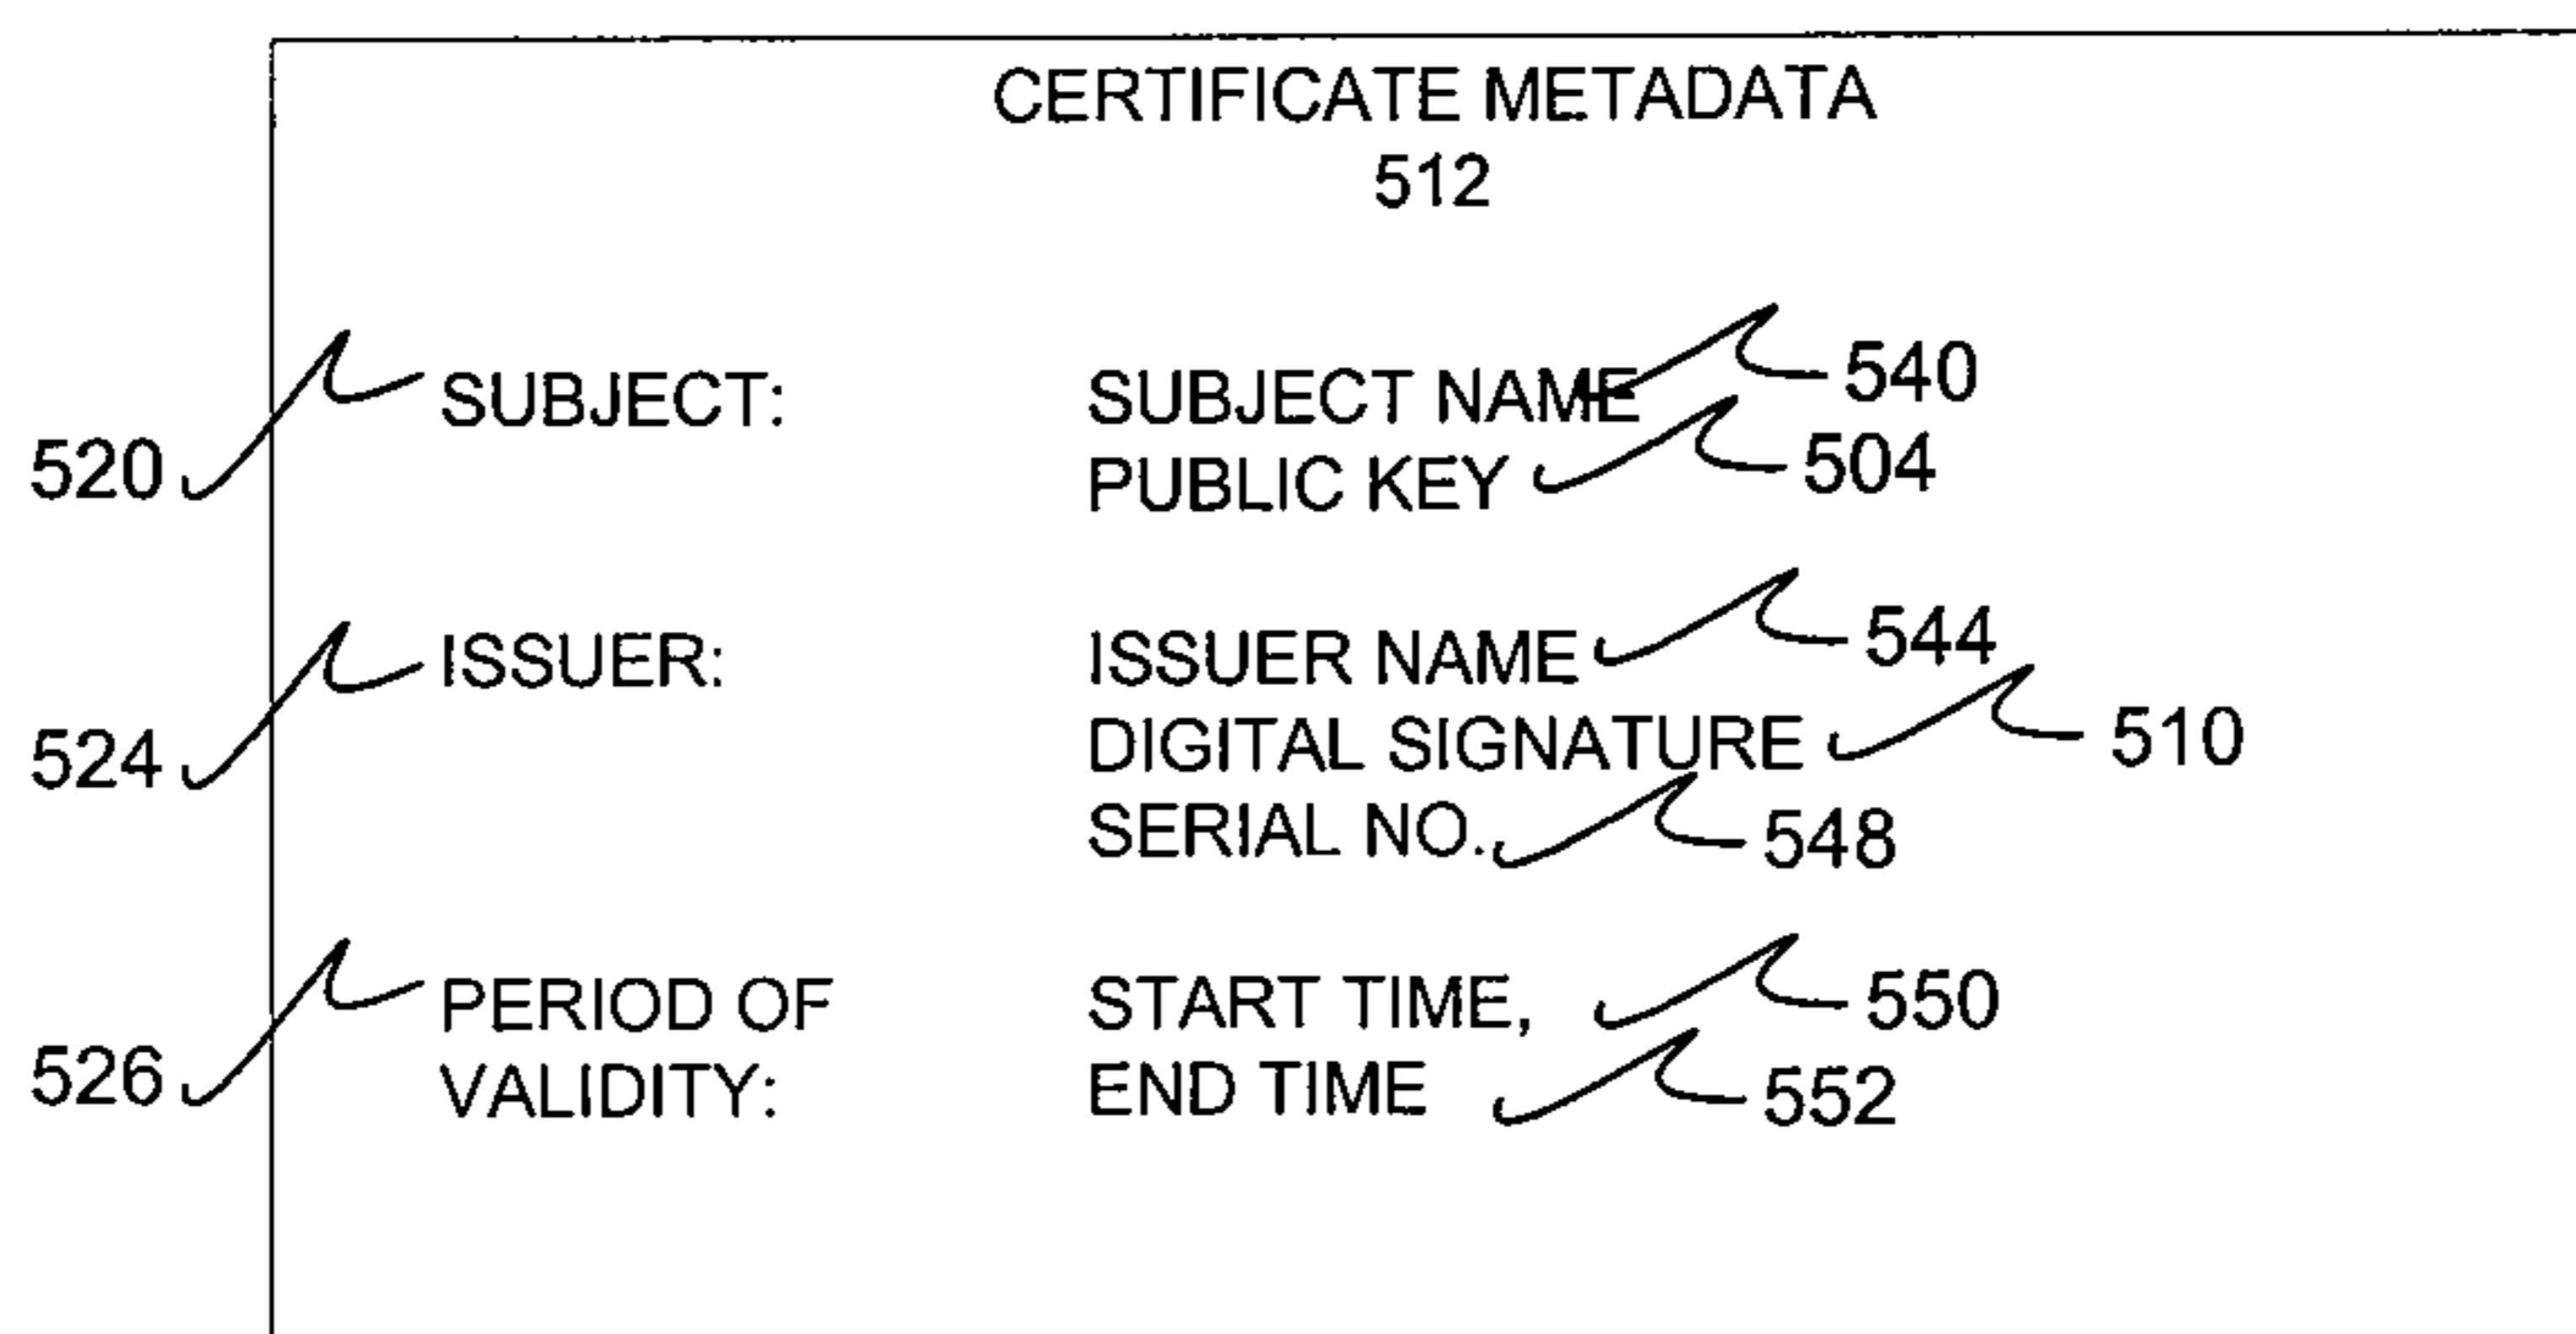 CERTIFICATE METADATA
512
SUBJECT: SUBJECT NAME 540
520 PUBLIC KEY 504
ISSUER: ISSUER NAME 544
524 DIGITAL SIGNATURE 510
SERIAL NO. 548
PERIOD OF START TIME, 550
526 VALIDITY: END TIME 552